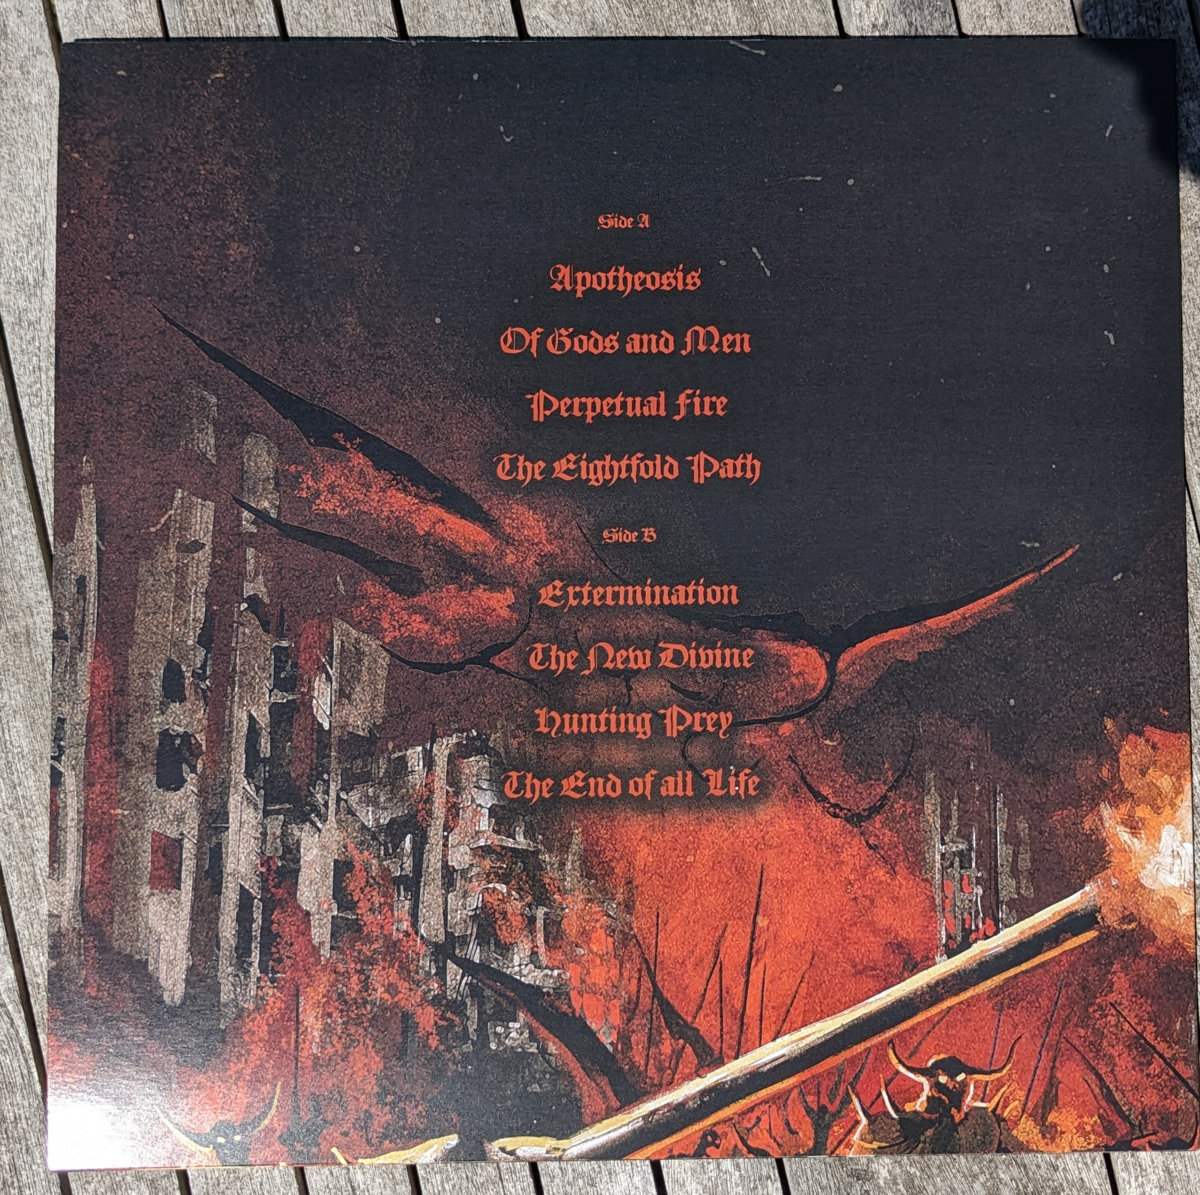 Side A
Apotheosis
Of Gods and Men
Perpetual Fire
The Eightfold Path
Side B
Extermination
The New Divine
Hunting Prey
The End of all Life